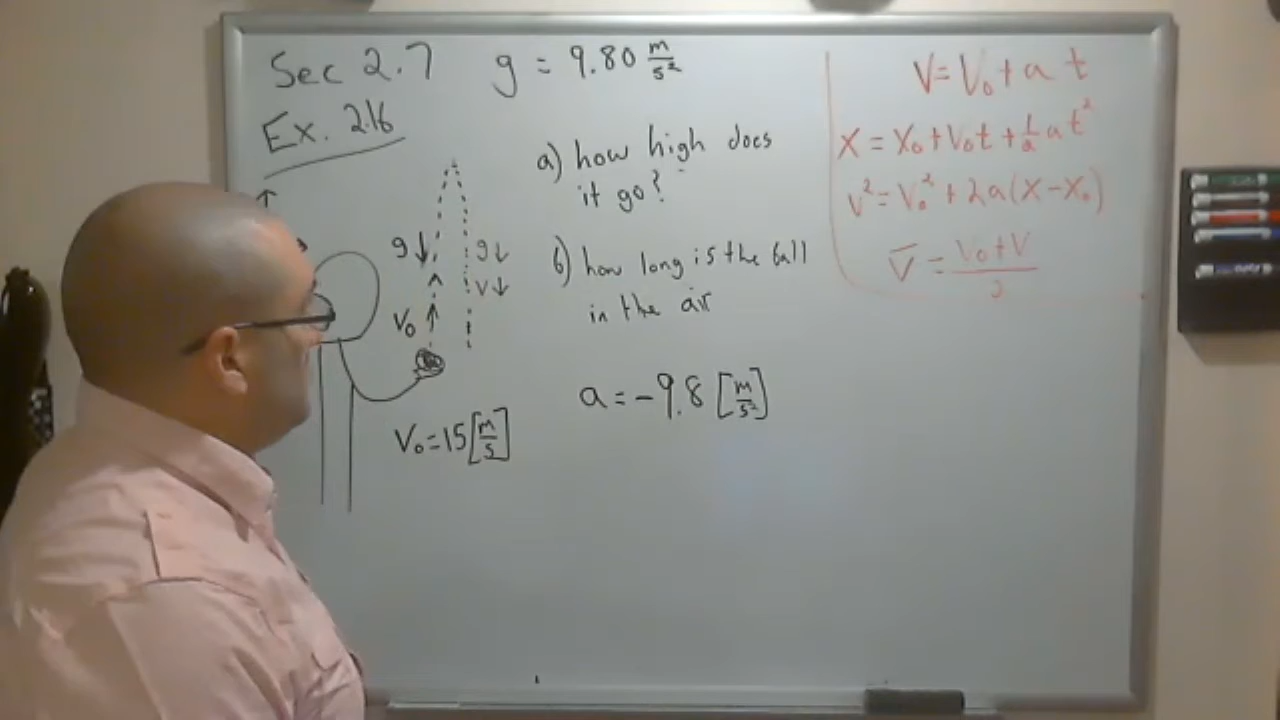 Sec 2.7
g = 9.80 m/s²
Ex. 2.16
a) how high does
it go?
b) how long is the ball
in the air
g↓
g↓
v↓
V₀↑
V₀=15[m/s]
a = -9.8 [m/s²]
V = V₀ + a t
X = X₀ + V₀t + ½at²
V² = V₀² + 2a(X - X₀)
V̄ = (V₀+V)/2